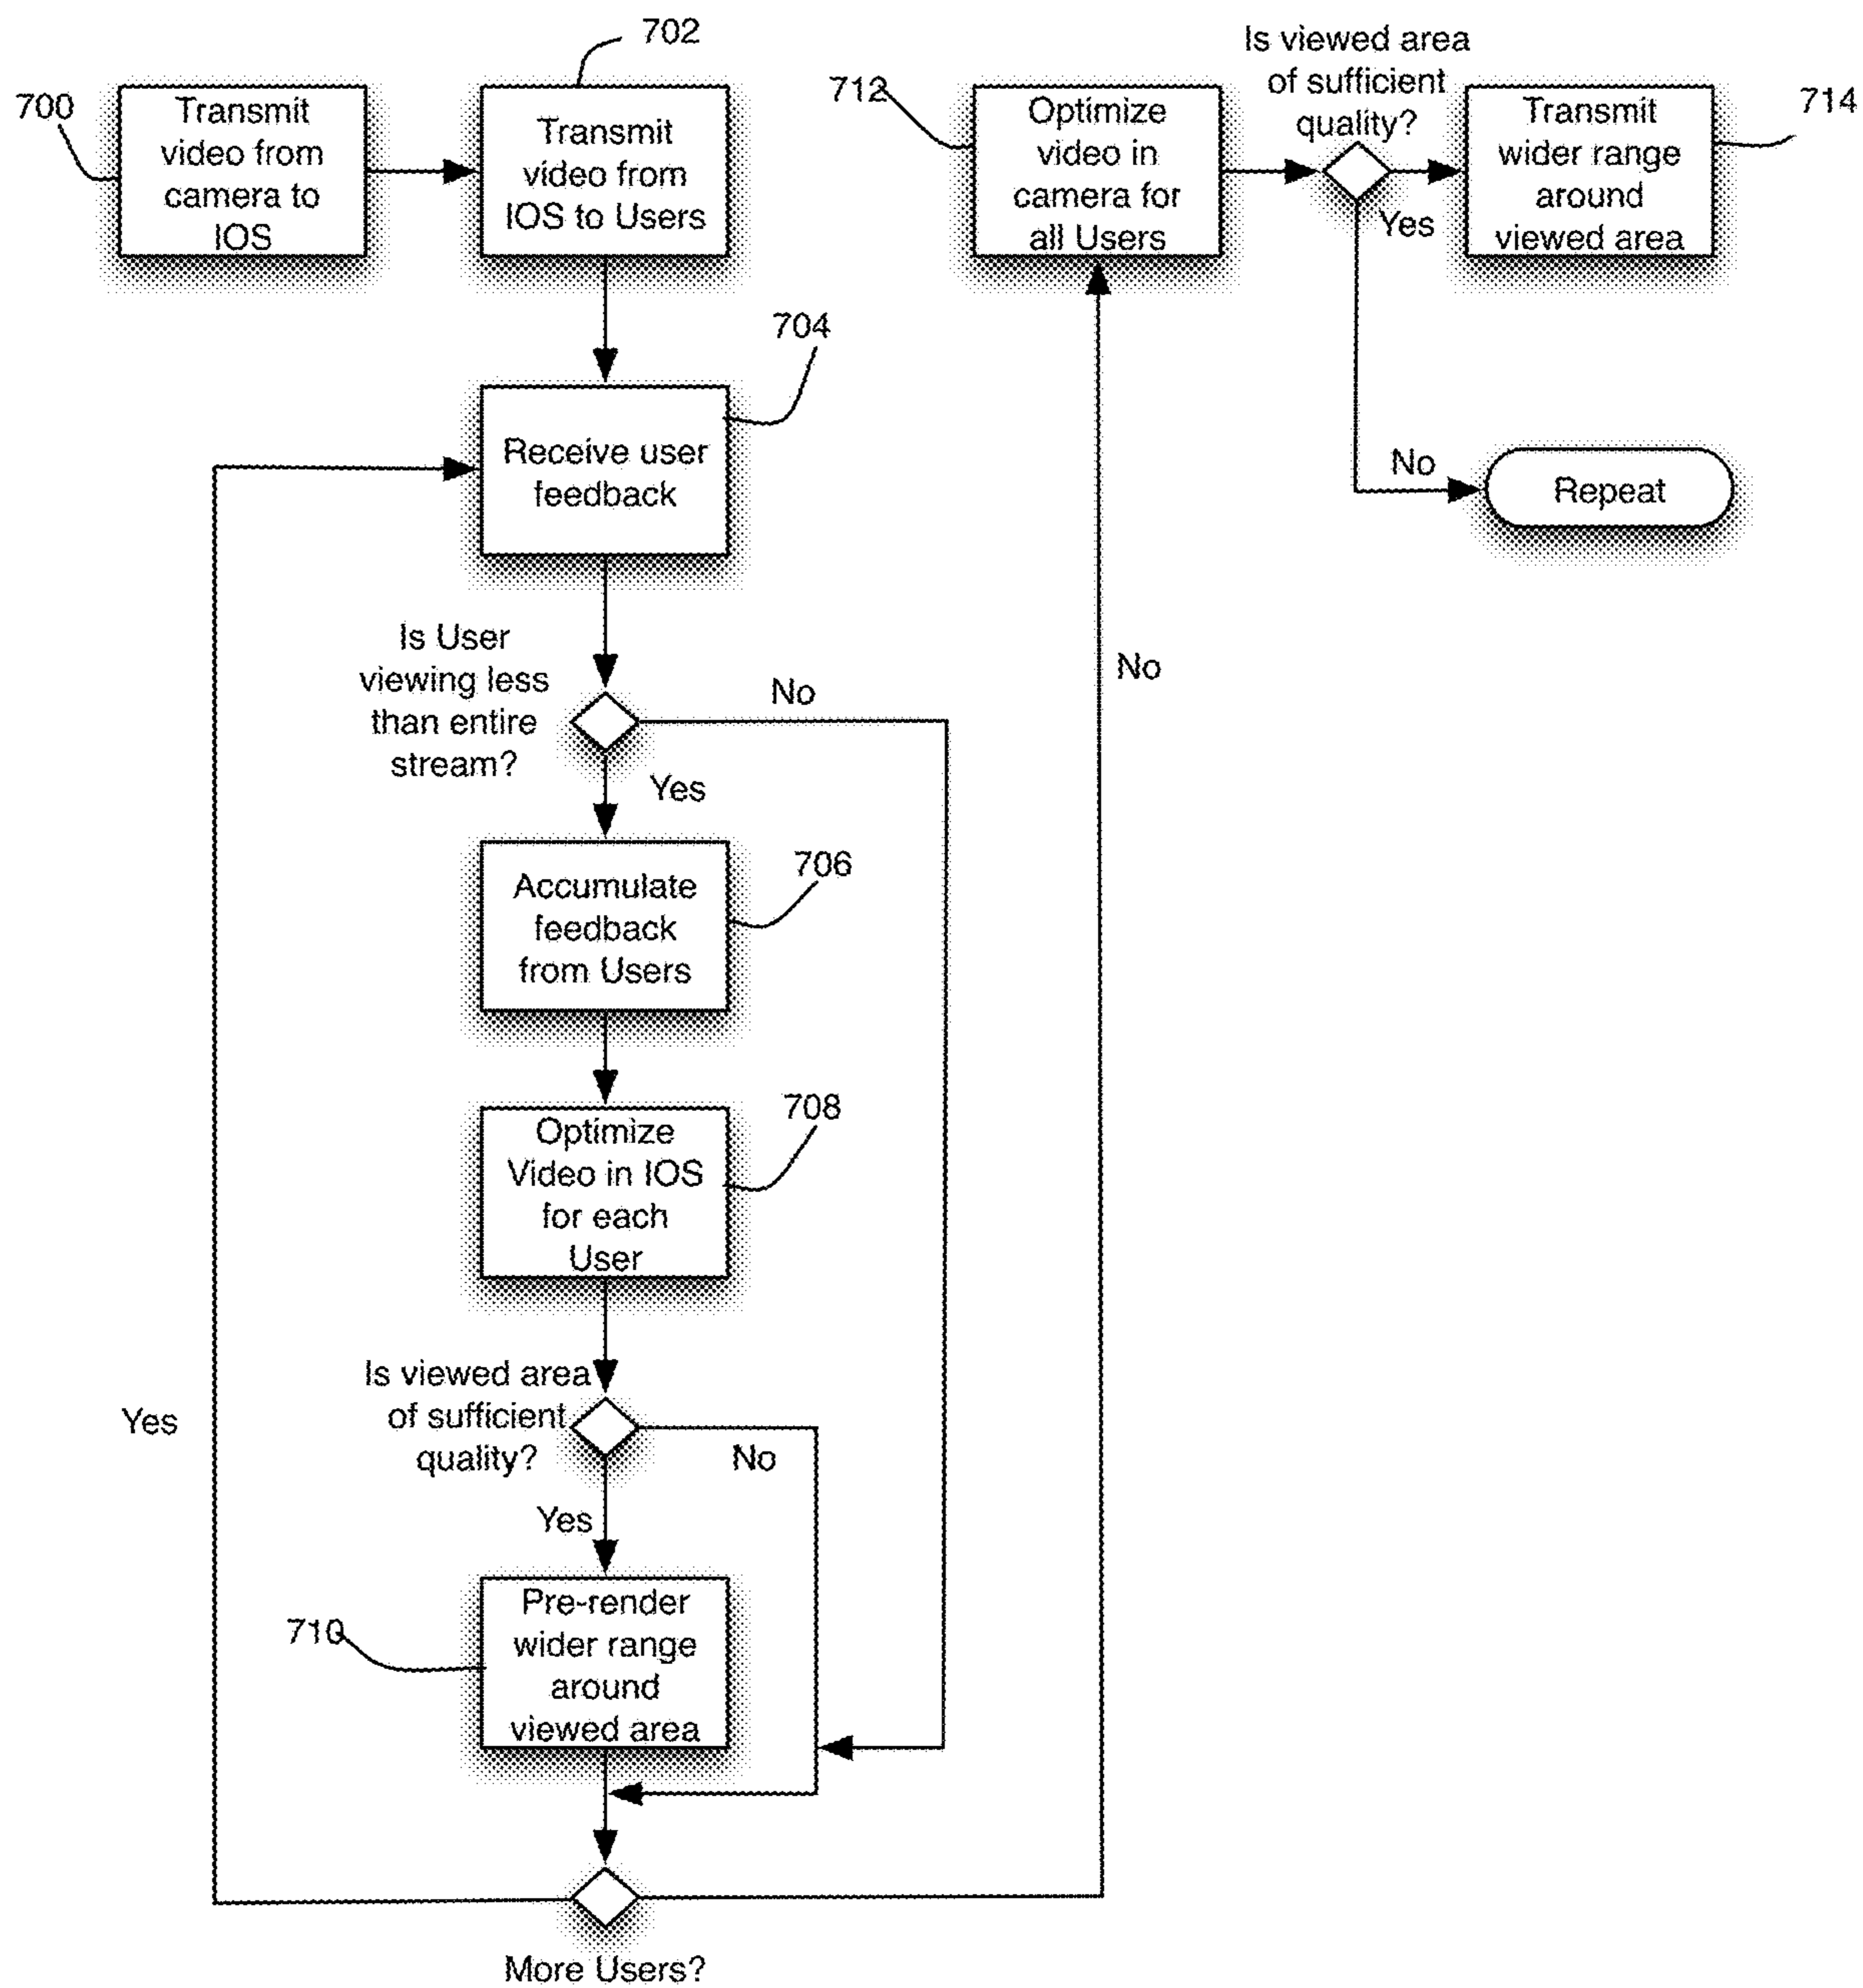 700
Transmit
video from
camera to
IOS
702
Transmit
video from
IOS to Users
704
Receive user
feedback
Is User
viewing less
than entire
stream?
No
Yes
706
Accumulate
feedback
from Users
708
Optimize
Video in IOS
for each
User
Is viewed area
of sufficient
quality?
No
Yes
710
Pre-render
wider range
around
viewed area
Yes
More Users?
No
712
Optimize
video in
camera for
all Users
Is viewed area
of sufficient
quality?
Yes
714
Transmit
wider range
around
viewed area
No
Repeat